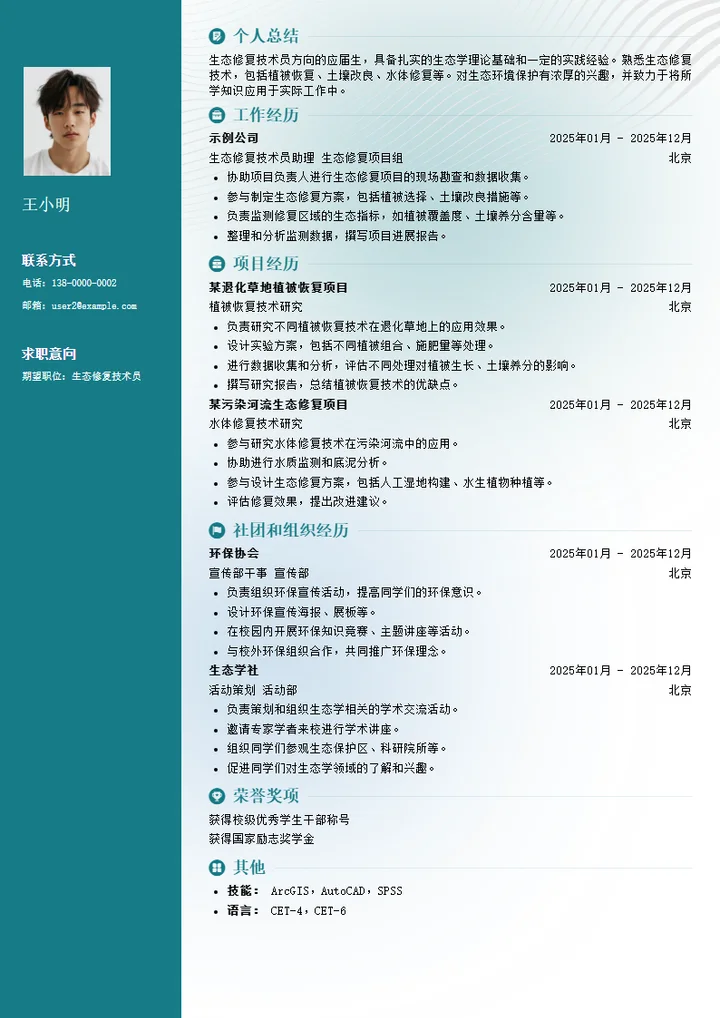 王小明
联系方式
电话：138-0000-0002
邮箱：user2@example.com
求职意向
期望职位：生态修复技术员
个人总结
生态修复技术员方向的应届生，具备扎实的生态学理论基础和一定的实践经验。熟悉生态修复
技术，包括植被恢复、土壤改良、水体修复等。对生态环境保护有浓厚的兴趣，并致力于将所
学知识应用于实际工作中。
工作经历
示例公司 2025年01月 - 2025年12月
生态修复技术员助理 生态修复项目组 北京
• 协助项目负责人进行生态修复项目的现场勘查和数据收集。
• 参与制定生态修复方案，包括植被选择、土壤改良措施等。
• 负责监测修复区域的生态指标，如植被覆盖度、土壤养分含量等。
• 整理和分析监测数据，撰写项目进展报告。
项目经历
某退化草地植被恢复项目 2025年01月 - 2025年12月
植被恢复技术研究 北京
• 负责研究不同植被恢复技术在退化草地上的应用效果。
• 设计实验方案，包括不同植被组合、施肥量等处理。
• 进行数据收集和分析，评估不同处理对植被生长、土壤养分的影响。
• 撰写研究报告，总结植被恢复技术的优缺点。
某污染河流生态修复项目 2025年01月 - 2025年12月
水体修复技术研究 北京
• 参与研究水体修复技术在污染河流中的应用。
• 协助进行水质监测和底泥分析。
• 参与设计生态修复方案，包括人工湿地构建、水生植物种植等。
• 评估修复效果，提出改进建议。
社团和组织经历
环保协会 2025年01月 - 2025年12月
宣传部干事 宣传部 北京
• 负责组织环保宣传活动，提高同学们的环保意识。
• 设计环保宣传海报、展板等。
• 在校园内开展环保知识竞赛、主题讲座等活动。
• 与校外环保组织合作，共同推广环保理念。
生态学社 2025年01月 - 2025年12月
活动策划 活动部 北京
• 负责策划和组织生态学相关的学术交流活动。
• 邀请专家学者来校进行学术讲座。
• 组织同学们参观生态保护区、科研院所等。
• 促进同学们对生态学领域的了解和兴趣。
荣誉奖项
获得校级优秀学生干部称号
获得国家励志奖学金
其他
• 技能： ArcGIS，AutoCAD，SPSS
• 语言： CET-4，CET-6